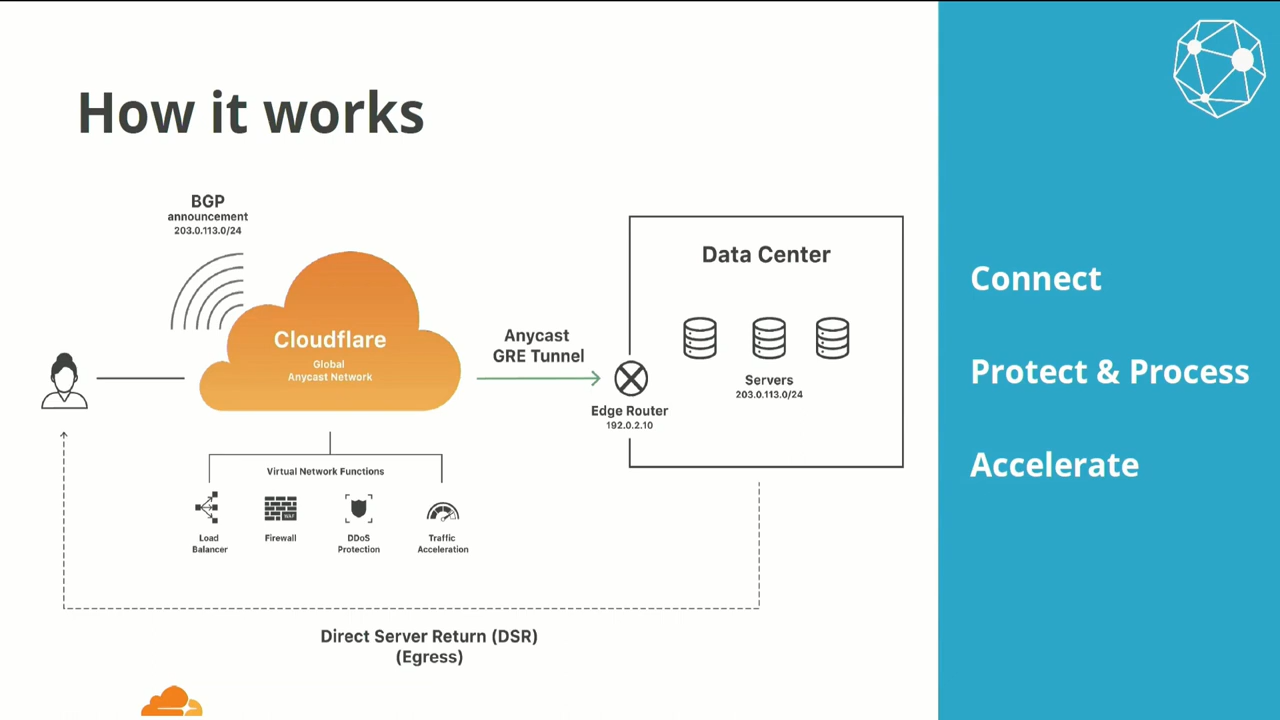 How it works
BGP
announcement
203.0.113.0/24
Cloudflare
Global
Anycast Network
Anycast
GRE Tunnel
Data Center
Servers
203.0.113.0/24
Edge Router
192.0.2.10
Virtual Network Functions
Load
Balancer
WAF
Firewall
DDoS
Protection
Traffic
Acceleration
Direct Server Return (DSR)
(Egress)
Connect
Protect & Process
Accelerate